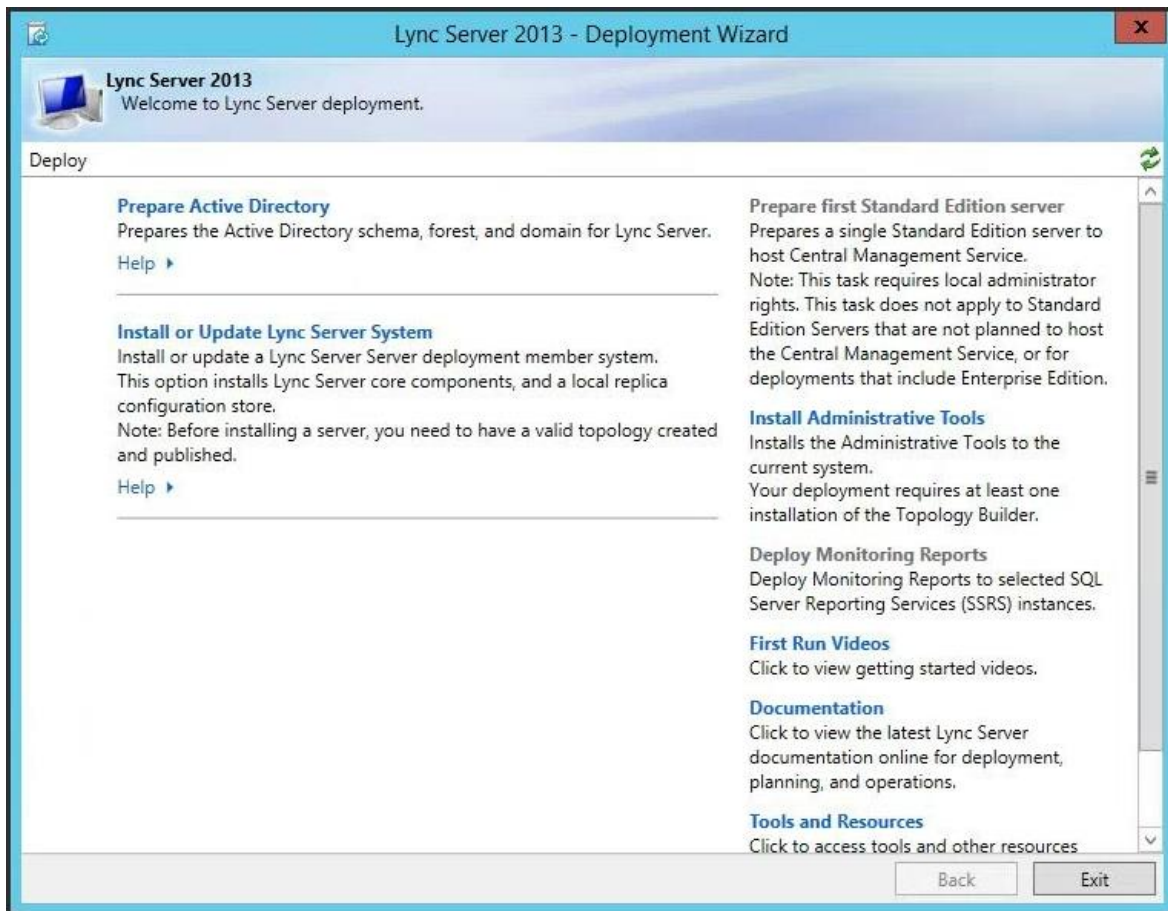 Lync Server 2013 - Deployment Wizard
x
Lync Server 2013
Welcome to Lync Server deployment.
Deploy
Prepare Active Directory
Prepares the Active Directory schema, forest, and domain for Lync Server.
Help
Install or Update Lync Server System
Install or update a Lync Server Server deployment member system.
This option installs Lync Server core components, and a local replica
configuration store.
Note: Before installing a server, you need to have a valid topology created
and published.
Help
Prepare first Standard Edition server
Prepares a single Standard Edition server to
host Central Management Service.
Note: This task requires local administrator
rights. This task does not apply to Standard
Edition Servers that are not planned to host
the Central Management Service, or for
deployments that include Enterprise Edition.
Install Administrative Tools
Installs the Administrative Tools to the
current system.
Your deployment requires at least one
installation of the Topology Builder.
Deploy Monitoring Reports
Deploy Monitoring Reports to selected SQL
Server Reporting Services (SSRS) instances.
First Run Videos
Click to view getting started videos.
Documentation
Click to view the latest Lync Server
documentation online for deployment,
planning, and operations.
Tools and Resources
Click to access tools and other resources
Back
Exit